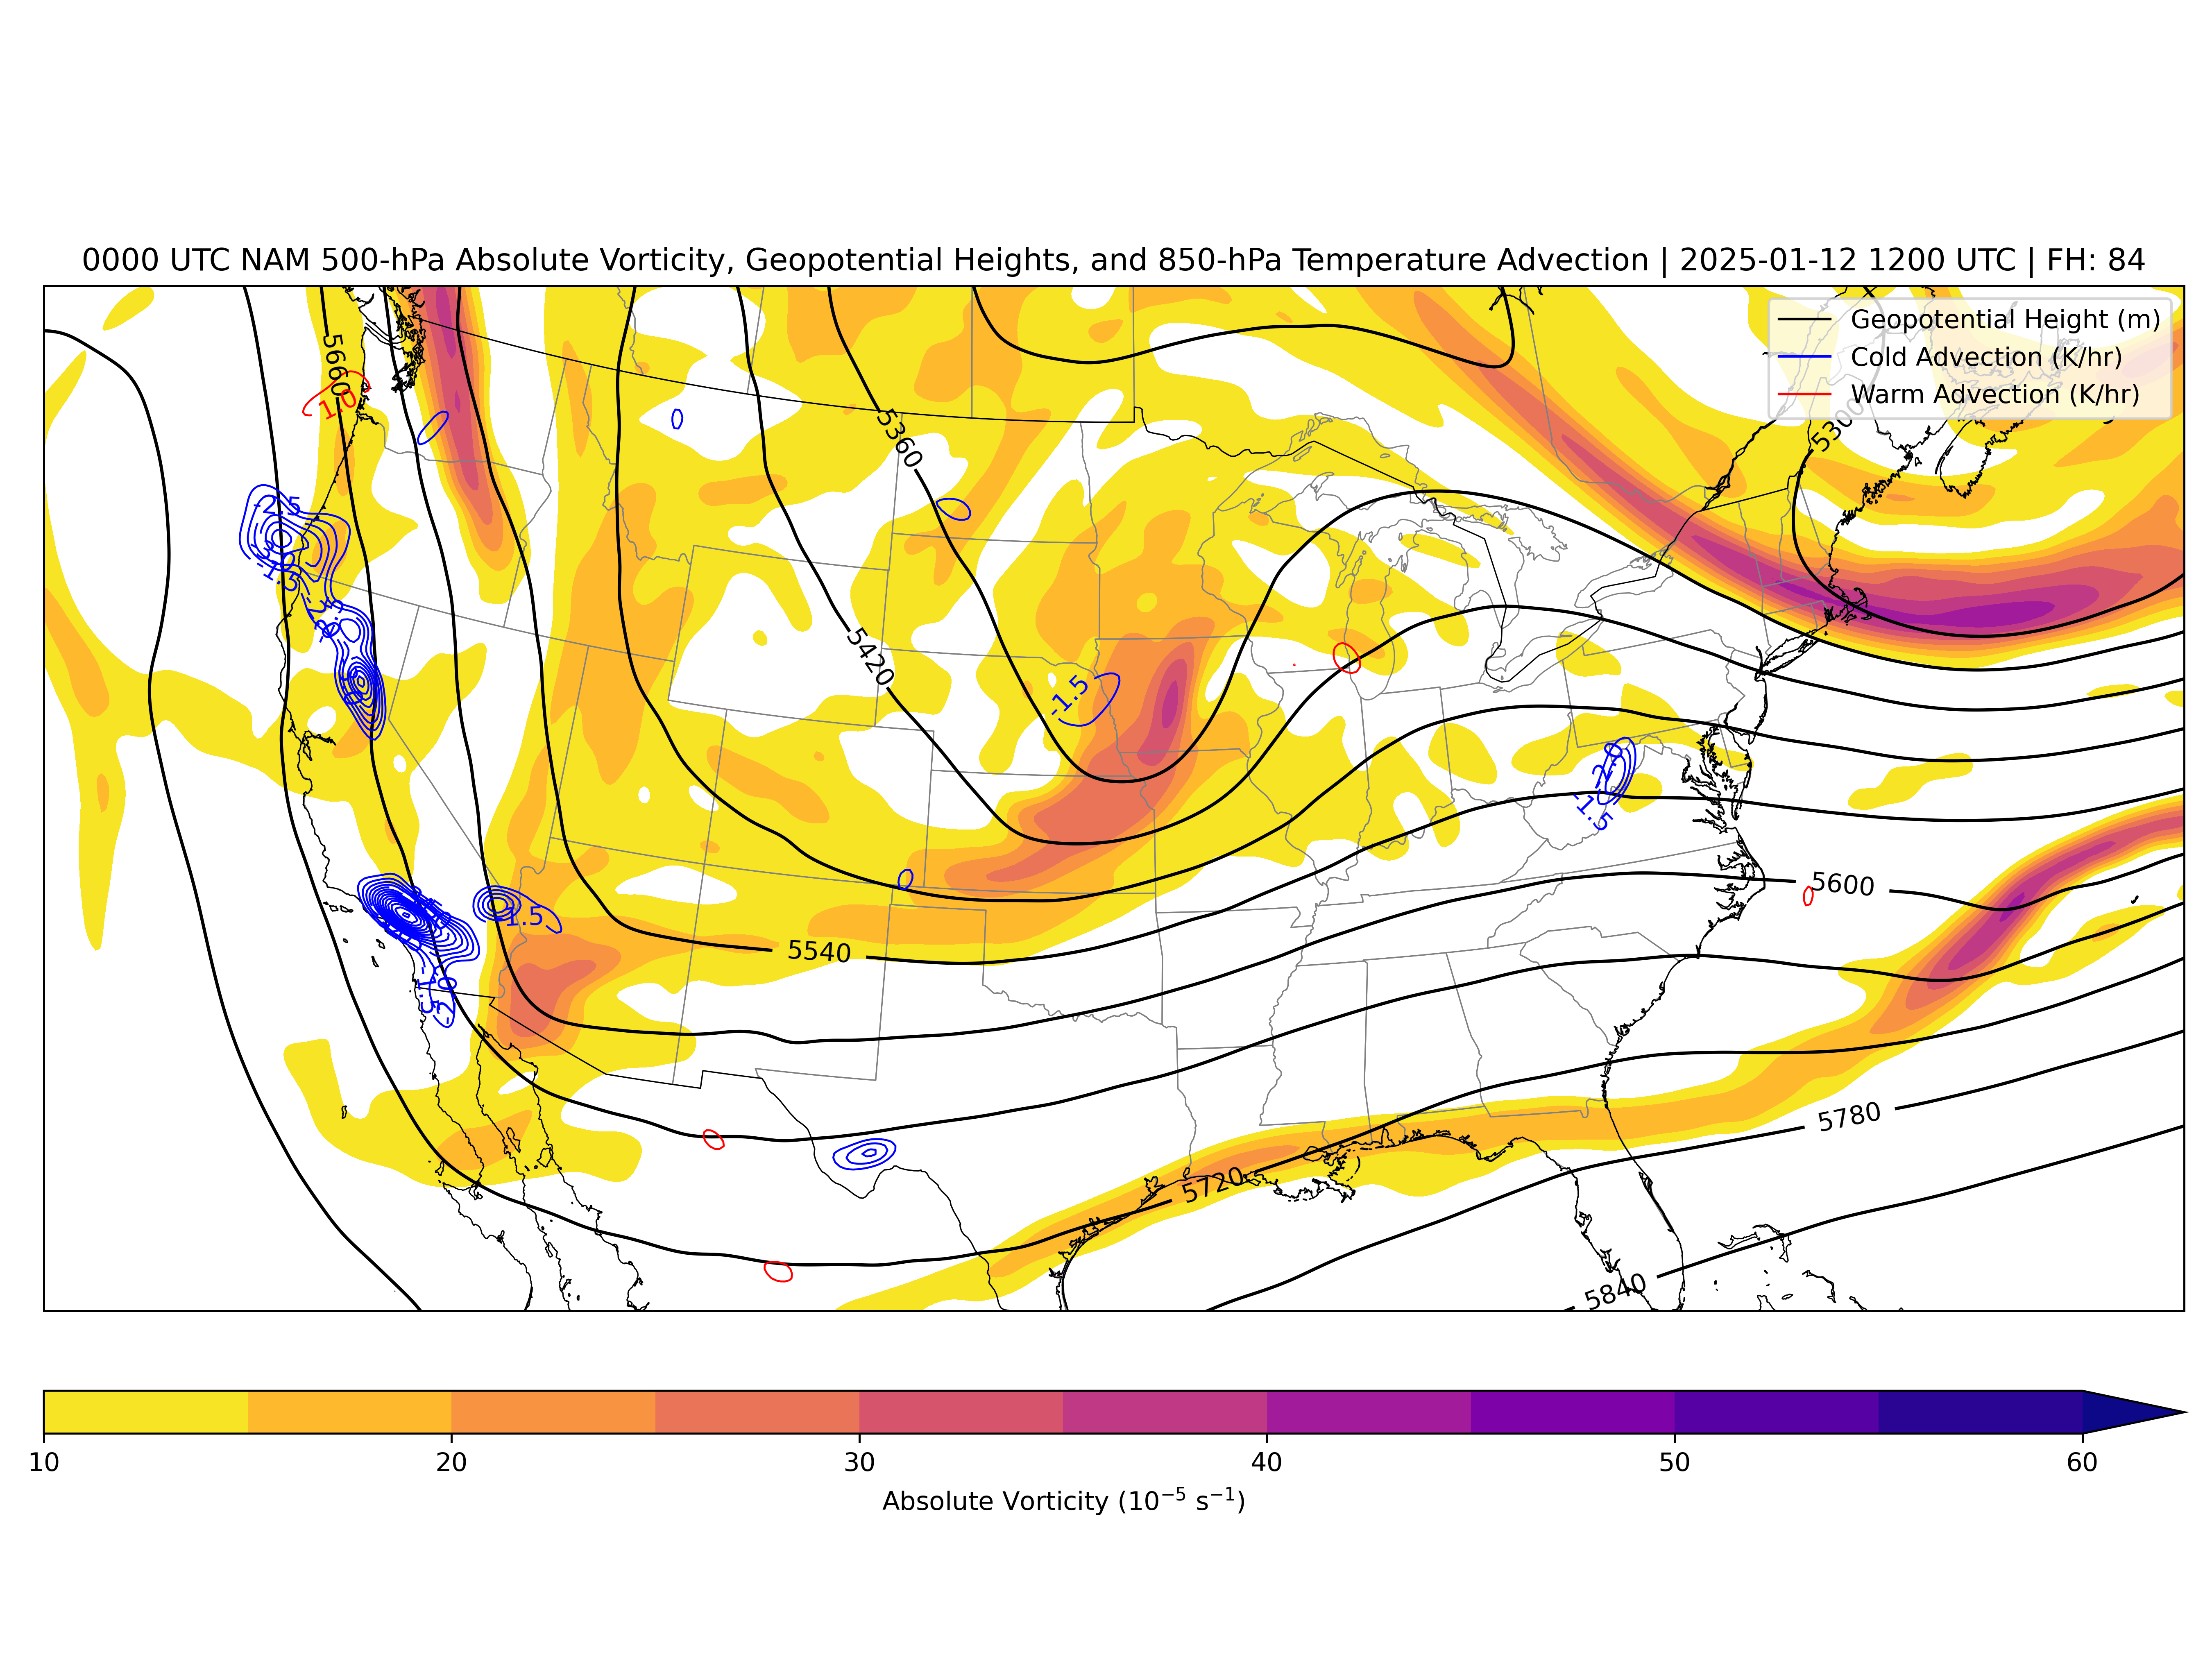 0000 UTC NAM 500-hPa Absolute Vorticity, Geopotential Heights, and 850-hPa Temperature Advection | 2025-01-12 1200 UTC | FH: 84
Geopotential Height (m)
Cold Advection (K/hr)
Warm Advection (K/hr)
5660
1.0
5360
5300
-2.5
-1.5
5420
-1.5
-2.0
-1.5
5600
-1.5
5540
5780
5720
5840
10 20 30 40 50 60
Absolute Vorticity (10⁻⁵ s⁻¹)